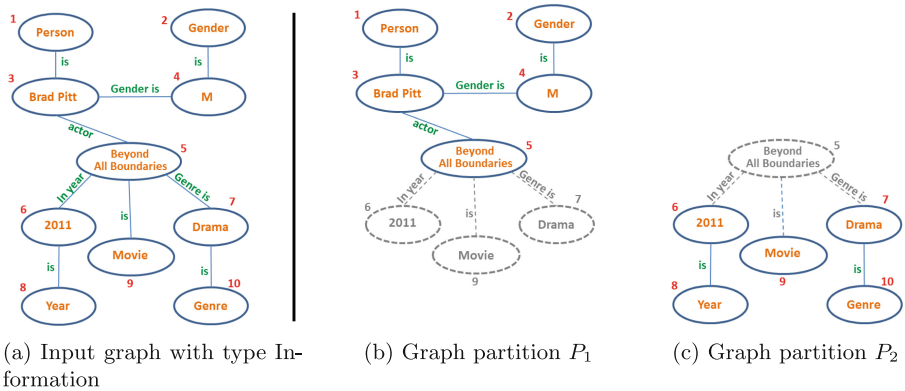 1
Person
2
Gender
is
is
3
Brad Pitt
Gender is
4
M
actor
Beyond
All Boundaries
5
In year
is
Genre is
6
2011
7
Drama
Movie
9
is
is
8
Year
10
Genre
(a) Input graph with type In-
formation
1
Person
2
Gender
is
is
3
Brad Pitt
Gender is
4
M
actor
Beyond
All Boundaries
5
In year
is
Genre is
6
2011
7
Drama
Movie
9
(b) Graph partition P1
Beyond
All Boundaries
5
In year
is
Genre is
6
2011
7
Drama
Movie
9
is
is
8
Year
10
Genre
(c) Graph partition P2